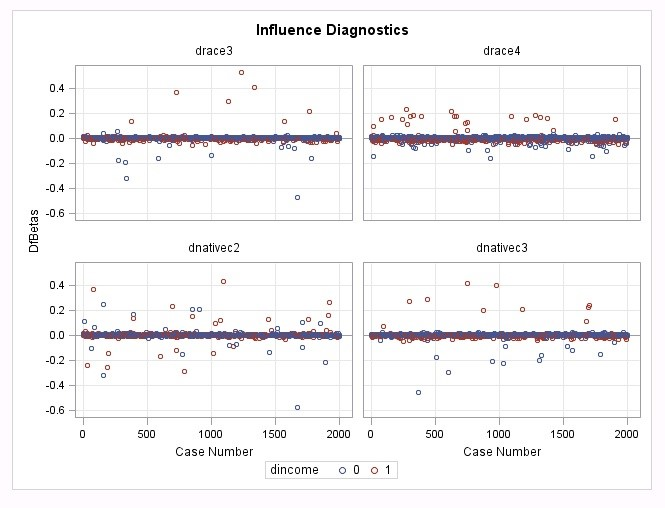 Influence Diagnostics
drace3 drace4
0.4
0.2
0.0
-0.2
-0.4
-0.6
DfBetas
dnativec2 dnativec3
0.4
0.2
0.0
-0.2
-0.4
-0.6
0 500 1000 1500 2000 0 500 1000 1500 2000
Case Number Case Number
dincome 0 1